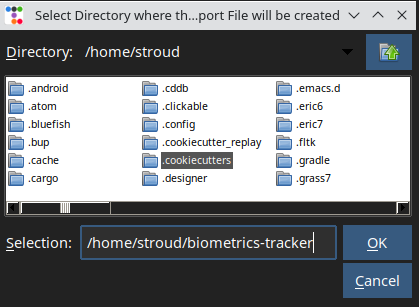 Select Directory where th...port File will be created
Directory: /home/stroud
.android .cddb .emacs.d
.atom .clickable .eric6
.bluefish .config .eric7
.bup .cookiecutter_replay .fltk
.cache .cookiecutters .gradle
.cargo .designer .grass7
Selection: /home/stroud/biometrics-tracker OK
Cancel